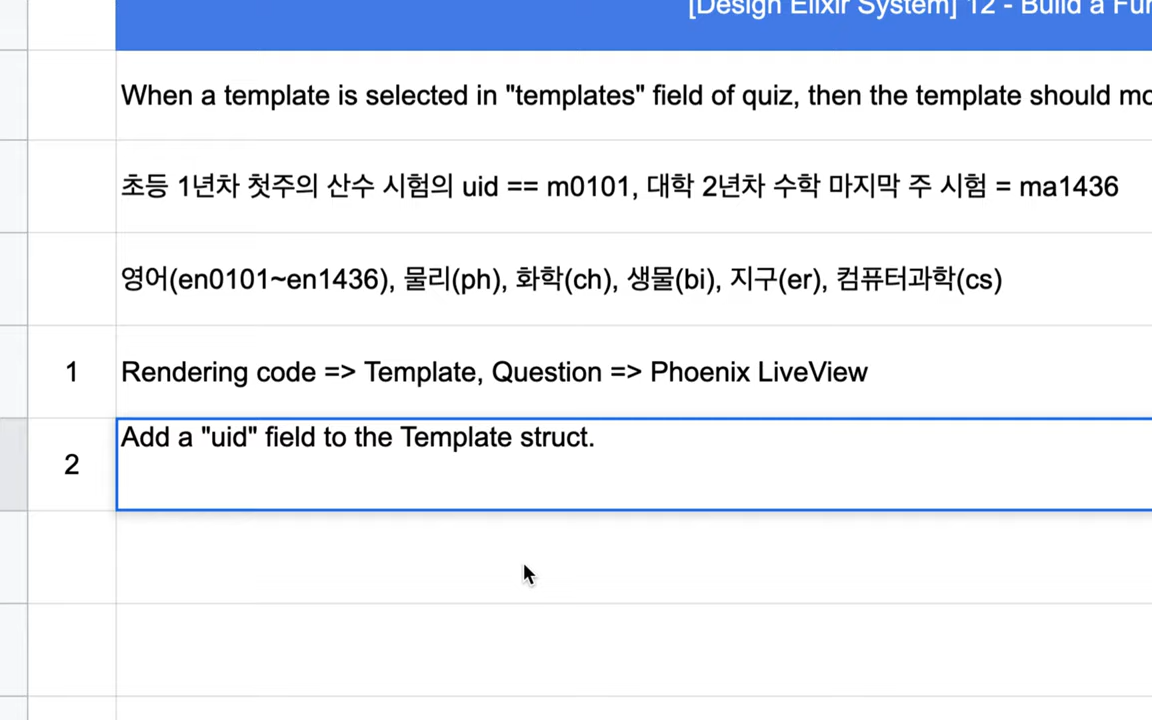 [Design Elixir System] 12 - Build a
When a template is selected in "templates" field of quiz, then the template should
초등 1년차 첫주의 산수 시험의 uid == m0101, 대학 2년차 수학 마지막 주 시험 = ma1436
영어(en0101~en1436), 물리(ph), 화학(ch), 생물(bi), 지구(er), 컴퓨터과학(cs)
1 Rendering code => Template, Question => Phoenix LiveView
2 Add a "uid" field to the Template struct.